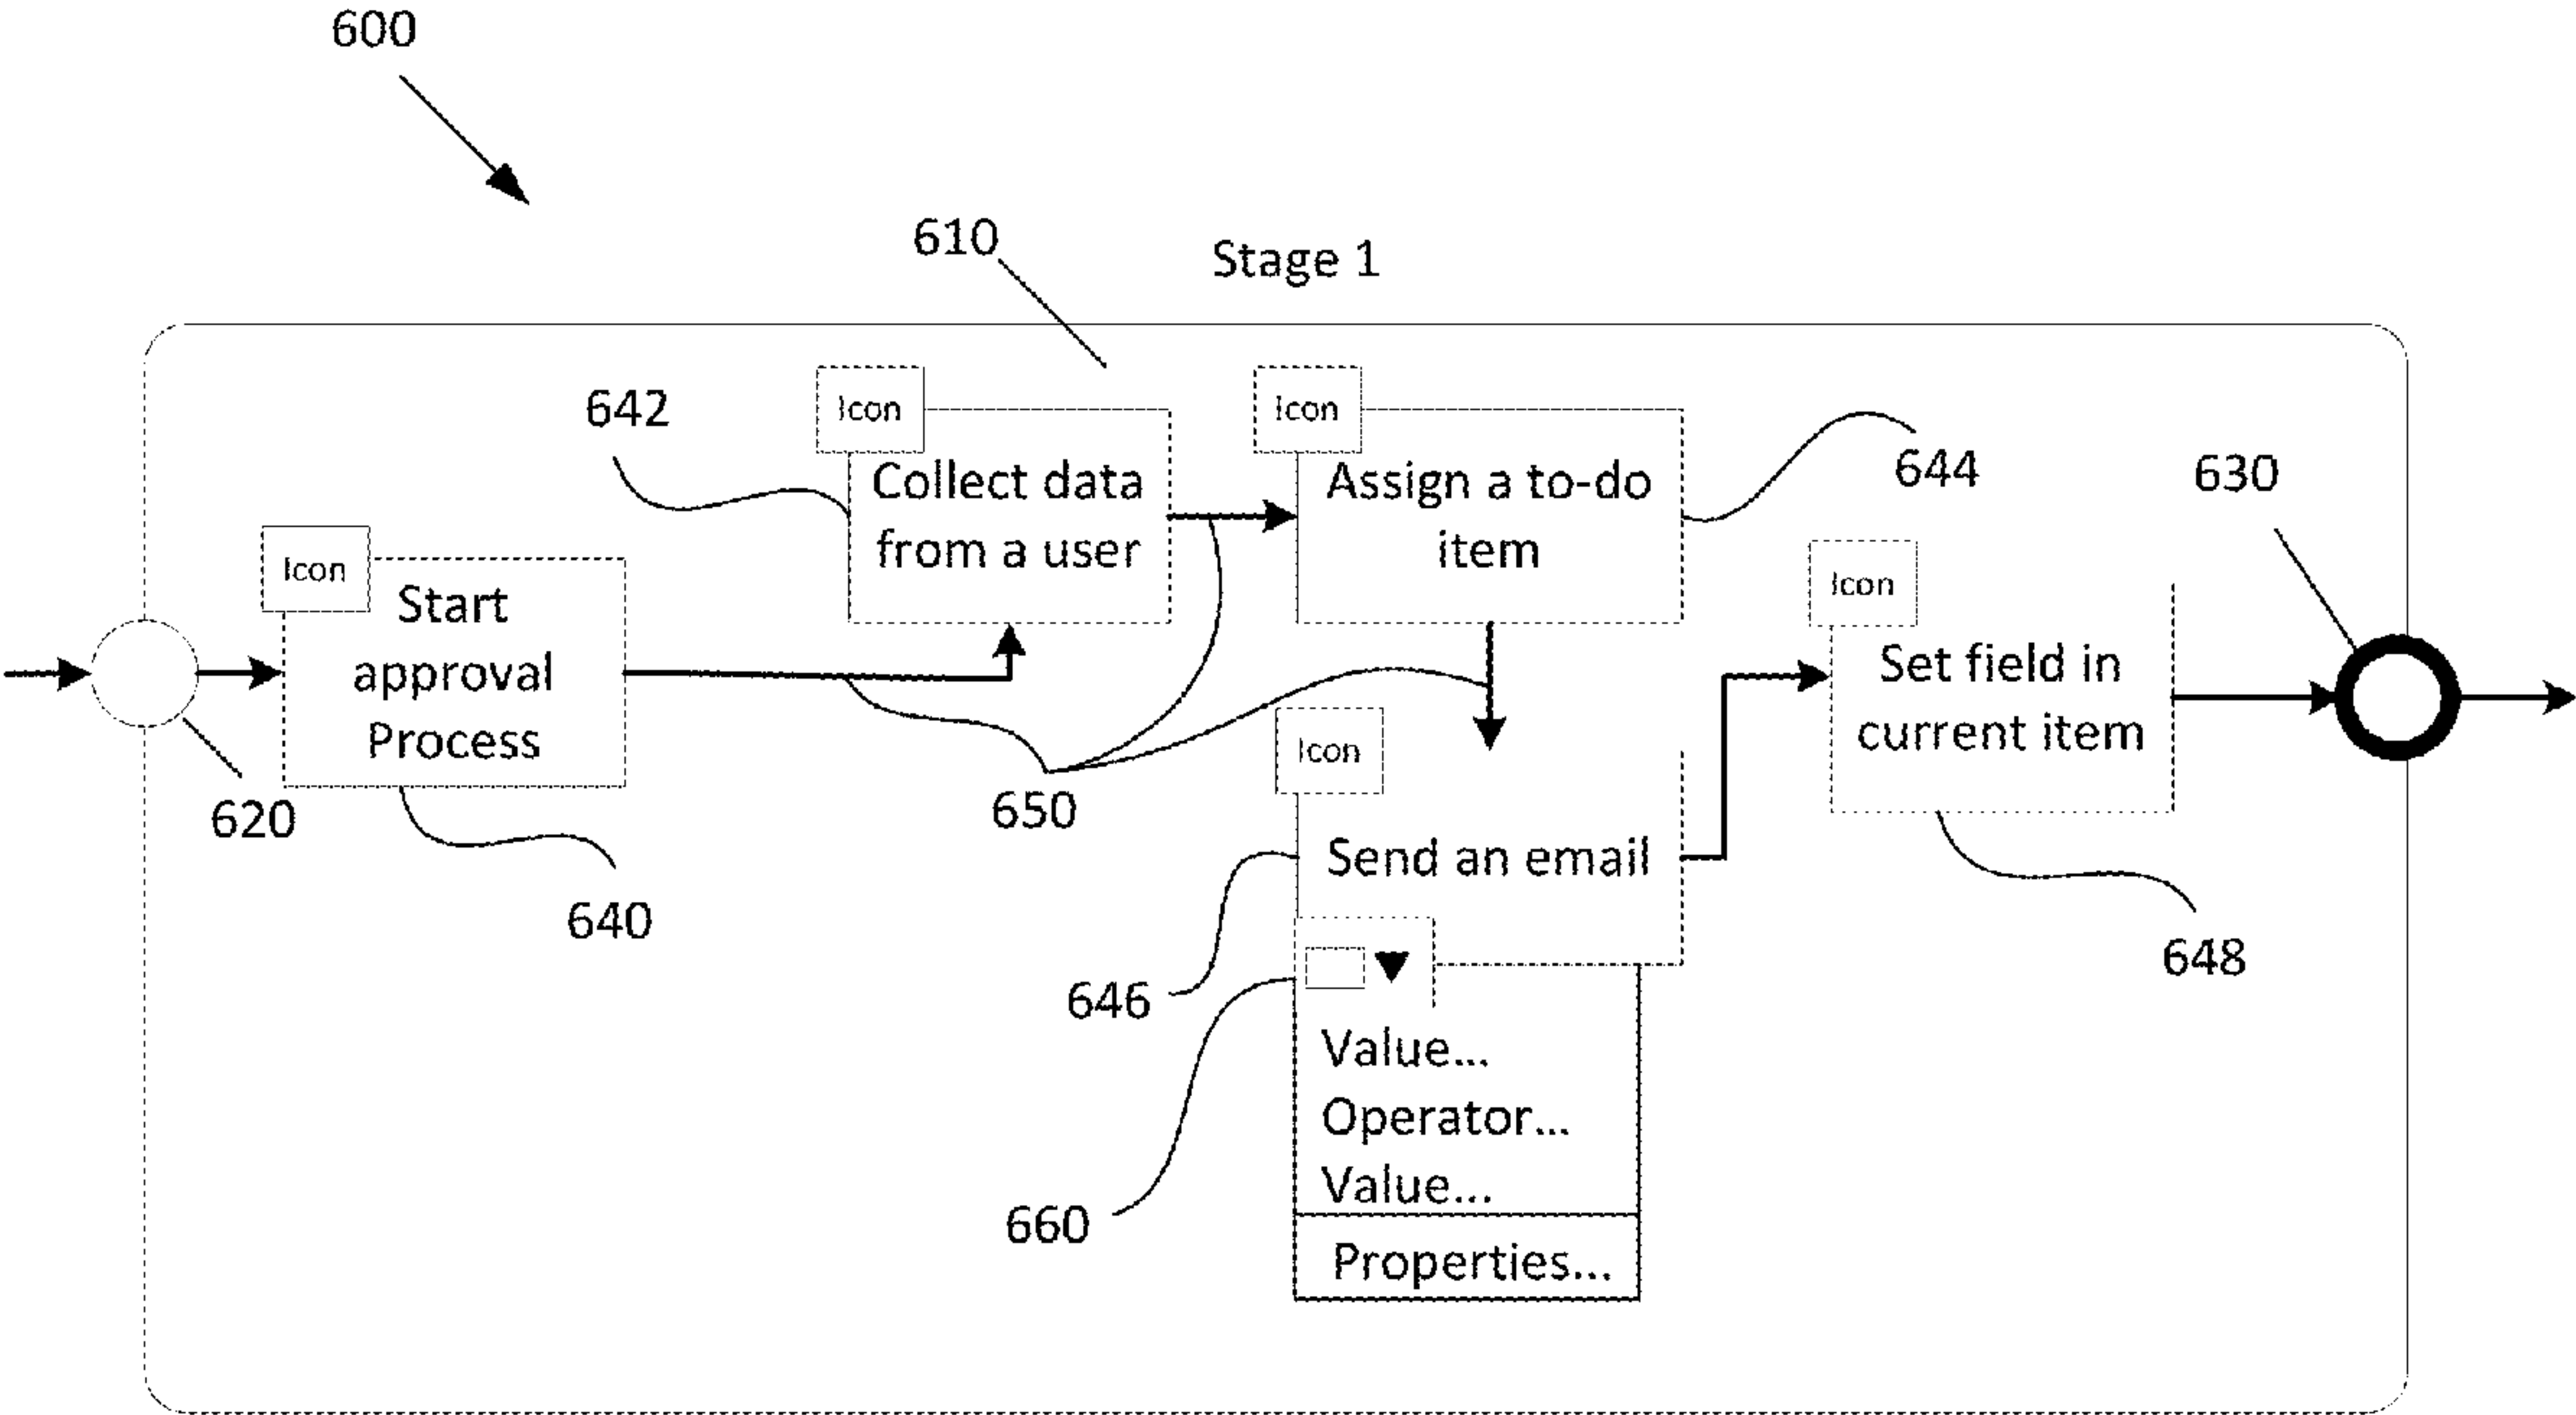 600
610
Stage 1
642
Icon
Collect data
from a user
Icon
Assign a to-do
item
644
630
Icon
Start
approval
Process
Icon
Set field in
current item
620
640
650
Icon
Send an email
646
648
660
Value...
Operator...
Value...
Properties...